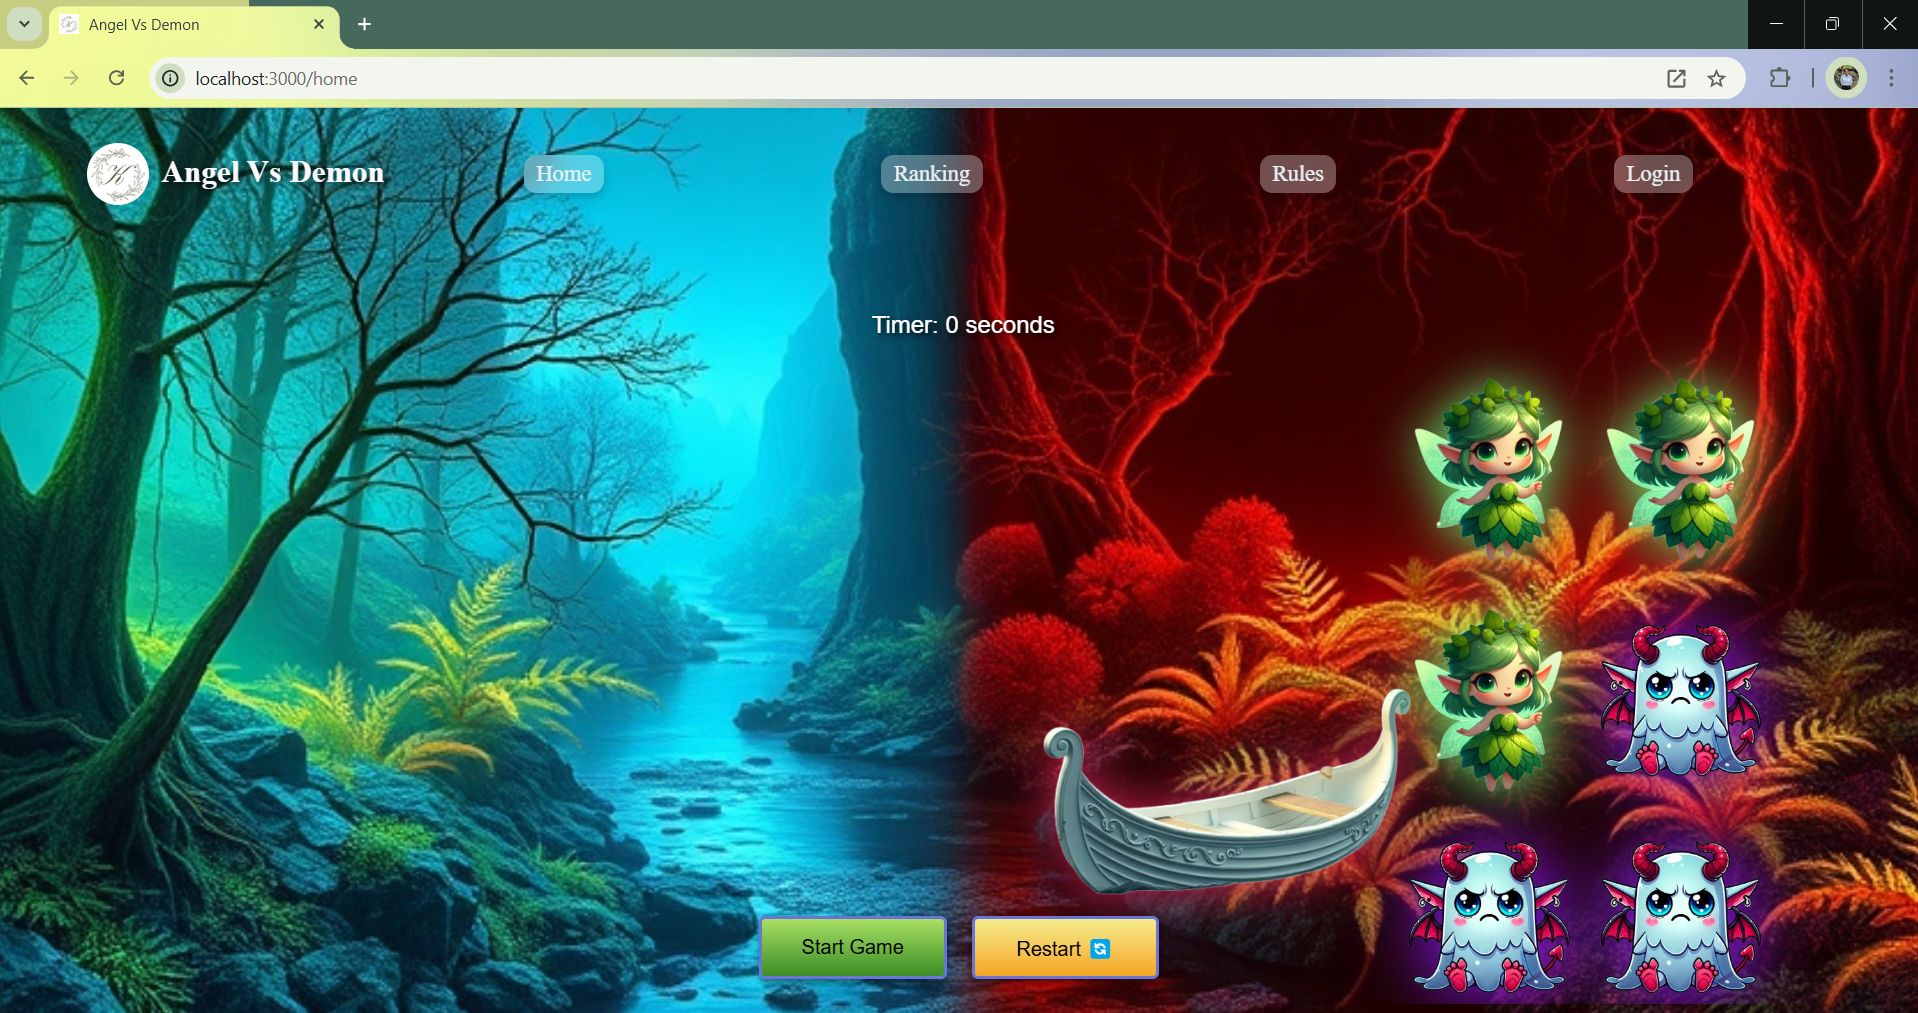 Angel Vs Demon
localhost:3000/home
K
Angel Vs Demon
Home
Ranking
Rules
Login
Timer: 0 seconds
Start Game
Restart